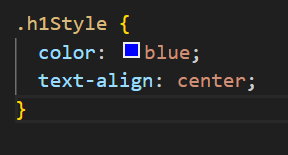 .h1Style {
color: blue;
text-align: center;
}